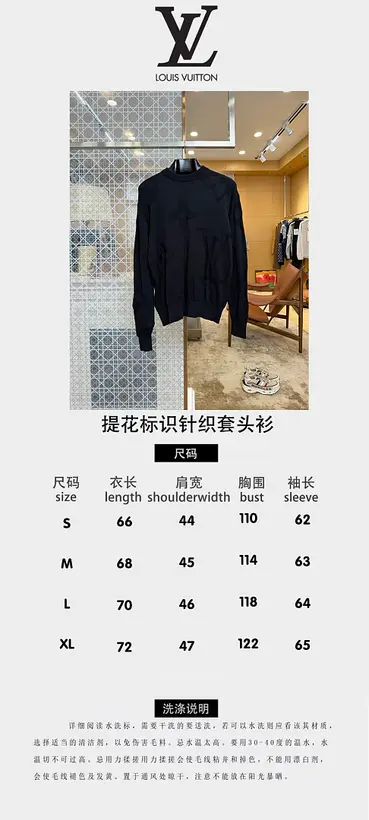 LV
LOUIS VUITTON
提花标识针织套头衫
尺码
尺码 衣长 肩宽 胸围 袖长
size length shoulderwidth bust sleeve
S 66 44 110 62
M 68 45 114 63
L 70 46 118 64
XL 72 47 122 65
洗涤说明
详细阅读水洗标，需要干洗的要送洗，若可以水洗则应看该其材质，
选择适当的清洁剂，以免伤害毛料。忌水温太高。要用30-40度的温水，水
温切不可过高。忌用力揉搓用力揉搓会使毛线粘并和掉色，不能用漂白剂，
会使毛线褪色及发黄。置于通风处晾干，注意不能放在阳光暴晒。